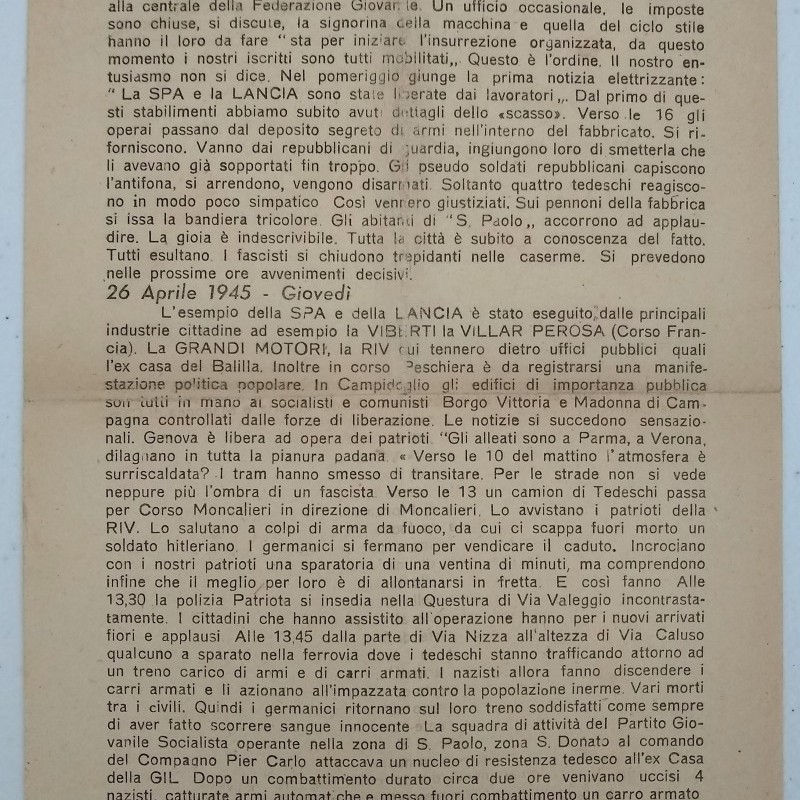 alla centrale della Federazione Giovanile. Un ufficio occasionale, le imposte
sono chiuse, si discute, la signorina della macchina e quella del ciclo stile
hanno il loro da fare "sta per iniziare l'insurrezione organizzata, da questo
momento i nostri iscritti sono tutti mobilitati,, Questo è l'ordine. Il nostro en-
tusiasmo non si dice. Nel pomeriggio giunge la prima notizia elettrizzante:
" La SPA e la LANCIA sono state liberate dai lavoratori ,,. Dal primo di que-
sti stabilimenti abbiamo subito avuti dettagli dello «scasso». Verso le 16 gli
operai passano dal deposito segreto di armi nell'interno del fabbricato. Si ri-
forniscono. Vanno dai repubblicani di guardia, ingiungono loro di smetterla che
li avevano già sopportati fin troppo. Gli pseudo soldati repubblicani capiscono
l'antifona, si arrendono, vengono disarmati. Soltanto quattro tedeschi reagisco-
no in modo poco simpatico Così vennero giustiziati. Sui pennoni della fabbrica
si issa la bandiera tricolore. Gli abitanti di "S. Paolo,, accorrono ad applau-
dire. La gioia è indescrivibile. Tutta la città è subito a conoscenza del fatto.
Tutti esultano. I fascisti si chiudono trepidanti nelle caserme. Si prevedono
nelle prossime ore avvenimenti decisivi.
26 Aprile 1945 - Giovedì
L'esempio della SPA e della LANCIA è stato eseguito, dalle principali
industrie cittadine ad esempio la VIBERTI la VILLAR PEROSA (Corso Fran-
cia). La GRANDI MOTORI, la RIV cui tennero dietro uffici pubblici quali
l'ex casa del Balilla. Inoltre in corso Peschiera è da registrarsi una manife-
stazione politica popolare. In Campidoglio gli edifici di importanza pubblica
son tutti in mano ai socialisti e comunisti Borgo Vittoria e Madonna di Cam-
pagna controllati dalle forze di liberazione. Le notizie si succedono sensazio-
nali. Genova è libera ad opera dei patrioti. "Gli alleati sono a Parma, a Verona,
dilagnano in tutta la pianura padana. « Verso le 10 del mattino l'atmosfera è
surriscaldata? I tram hanno smesso di transitare. Per le strade non si vede
neppure più l'ombra di un fascista Verso le 13 un camion di Tedeschi passa
per Corso Moncalieri in direzione di Moncalieri. Lo avvistano i patrioti della
RIV. Lo salutano a colpi di arma da fuoco, da cui ci scappa fuori morto un
soldato hitleriano. I germanici si fermano per vendicare il caduto. Incrociano
con i nostri patrioti una sparatoria di una ventina di minuti, ma comprendono
infine che il meglio per loro è di allontanarsi in fretta. E così fanno Alle
13,30 la polizia Patriota si insedia nella Questura di Via Valeggio incontrasta-
tamente. I cittadini che hanno assistito all'operazione hanno per i nuovi arrivati
fiori e applausi Alle 13,45 dalla parte di Via Nizza all'altezza di Via Caluso
qualcuno a sparato nella ferrovia dove i tedeschi stanno trafficando attorno ad
un treno carico di armi e di carri armati. I nazisti allora fanno discendere i
carri armati e li azionano all'impazzata contro la popolazione inerme. Vari morti
tra i civili. Quindi i germanici ritornano sul loro treno soddisfatti come sempre
di aver fatto scorrere sangue innocente La squadra di attività del Partito Gio-
vanile Socialista operante nella zona di S. Paolo, zona S. Donato al comando
del Compagno Pier Carlo attaccava un nucleo di resistenza tedesco all'ex Casa
della GIL Dopo un combattimento durato circa due ore venivano uccisi 4
nazisti, catturate armi automatiche e messo fuori combattimento un carro armato